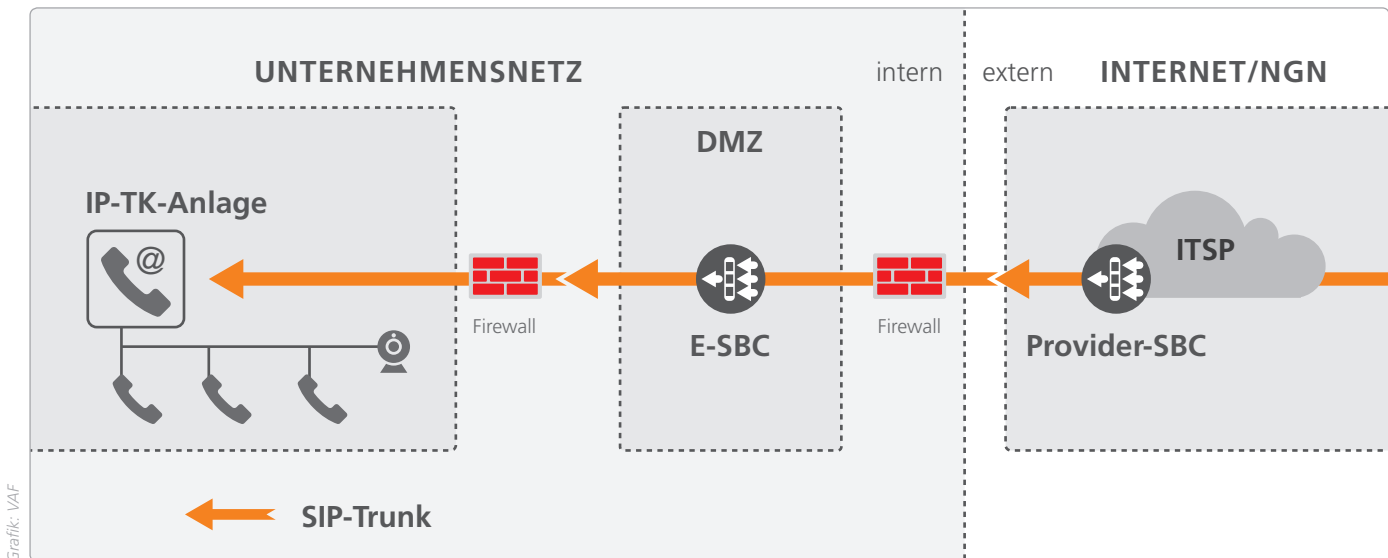 UNTERNEHMENSNETZ
intern
extern
INTERNET/NGN
DMZ
IP-TK-Anlage
@
ITSP
Firewall
Firewall
E-SBC
Provider-SBC
SIP-Trunk
Grafik: VAF